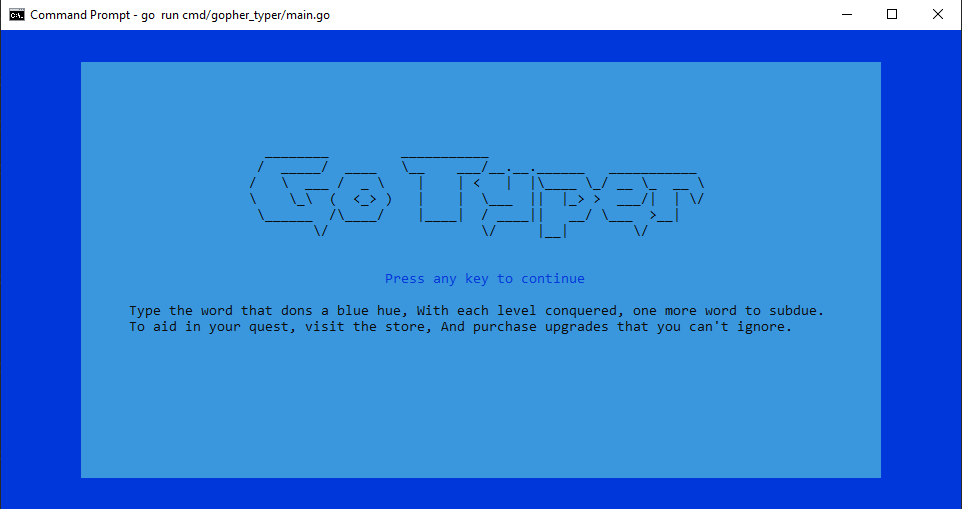 Command Prompt - go  run cmd/gopher_typer/main.go
Go Typer
Press any key to continue
Type the word that dons a blue hue, With each level conquered, one more word to subdue.
To aid in your quest, visit the store, And purchase upgrades that you can't ignore.